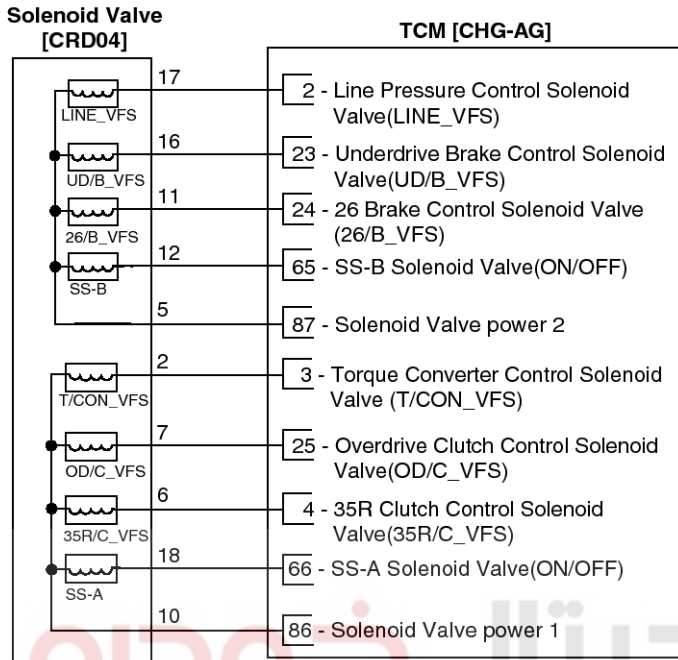 Solenoid Valve
[CRD04]
TCM [CHG-AG]
LINE_VFS
17
2 - Line Pressure Control Solenoid
Valve(LINE_VFS)
UD/B_VFS
16
23 - Underdrive Brake Control Solenoid
Valve(UD/B_VFS)
26/B_VFS
11
24 - 26 Brake Control Solenoid Valve
(26/B_VFS)
SS-B
12
65 - SS-B Solenoid Valve(ON/OFF)
5
87 - Solenoid Valve power 2
T/CON_VFS
2
3 - Torque Converter Control Solenoid
Valve (T/CON_VFS)
OD/C_VFS
7
25 - Overdrive Clutch Control Solenoid
Valve(OD/C_VFS)
35R/C_VFS
6
4 - 35R Clutch Control Solenoid
Valve(35R/C_VFS)
SS-A
18
66 - SS-A Solenoid Valve(ON/OFF)
10
86 - Solenoid Valve power 1